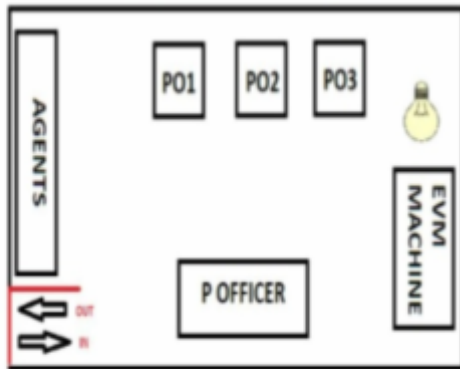 AGENTS
PO1
PO2
PO3
EVM
MACHINE
P OFFICER
OUT
IN